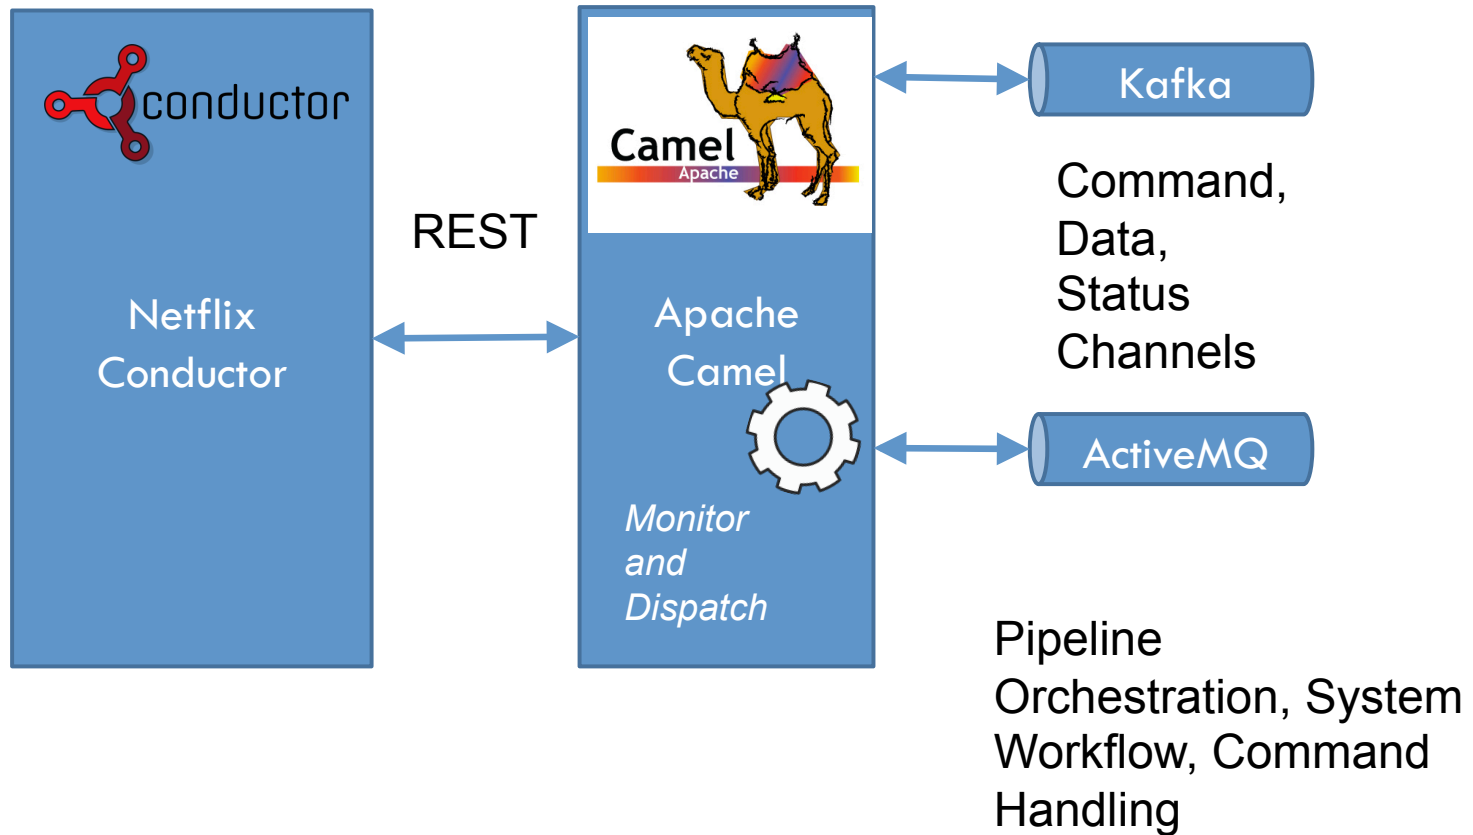 conductor
Netflix
Conductor
REST
Camel
Apache
Apache
Camel
Monitor
and
Dispatch
Kafka
Command,
Data,
Status
Channels
ActiveMQ
Pipeline
Orchestration, System
Workflow, Command
Handling